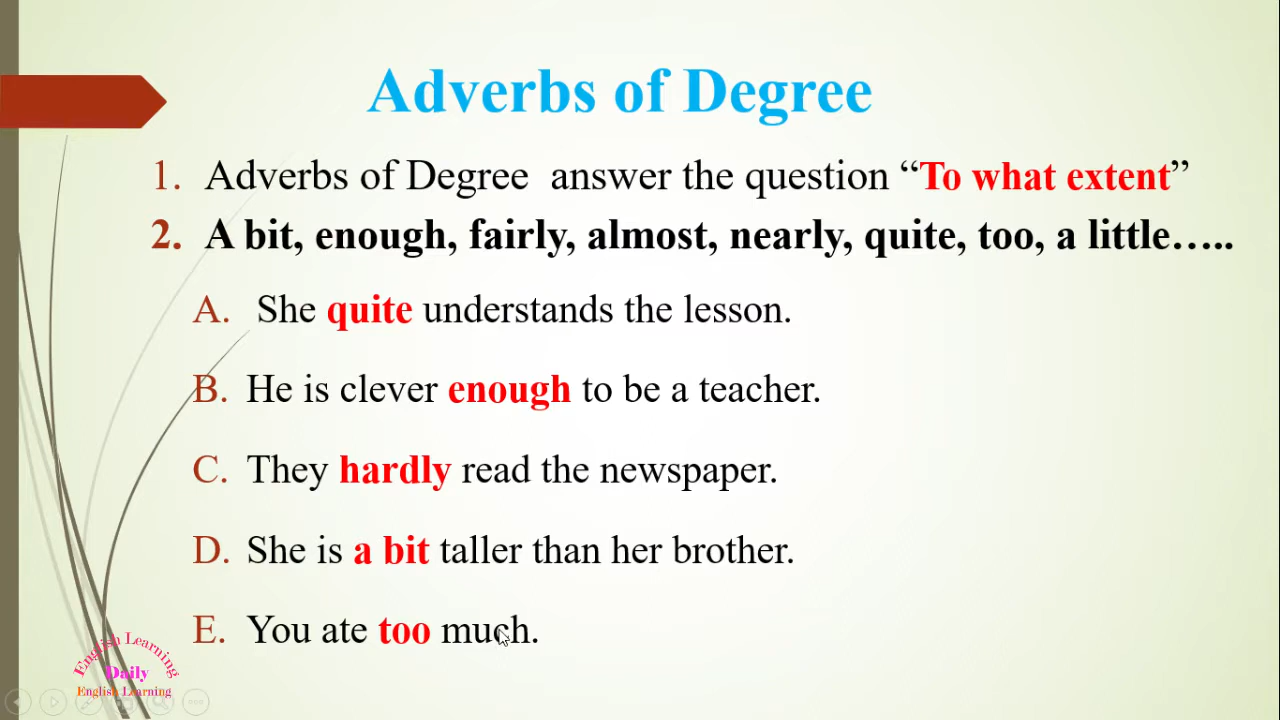 Adverbs of Degree
1. Adverbs of Degree answer the question “To what extent”
2. A bit, enough, fairly, almost, nearly, quite, too, a little…..
A. She quite understands the lesson.
B. He is clever enough to be a teacher.
C. They hardly read the newspaper.
D. She is a bit taller than her brother.
E. You ate too much.
English Learning
Daily
English Learning